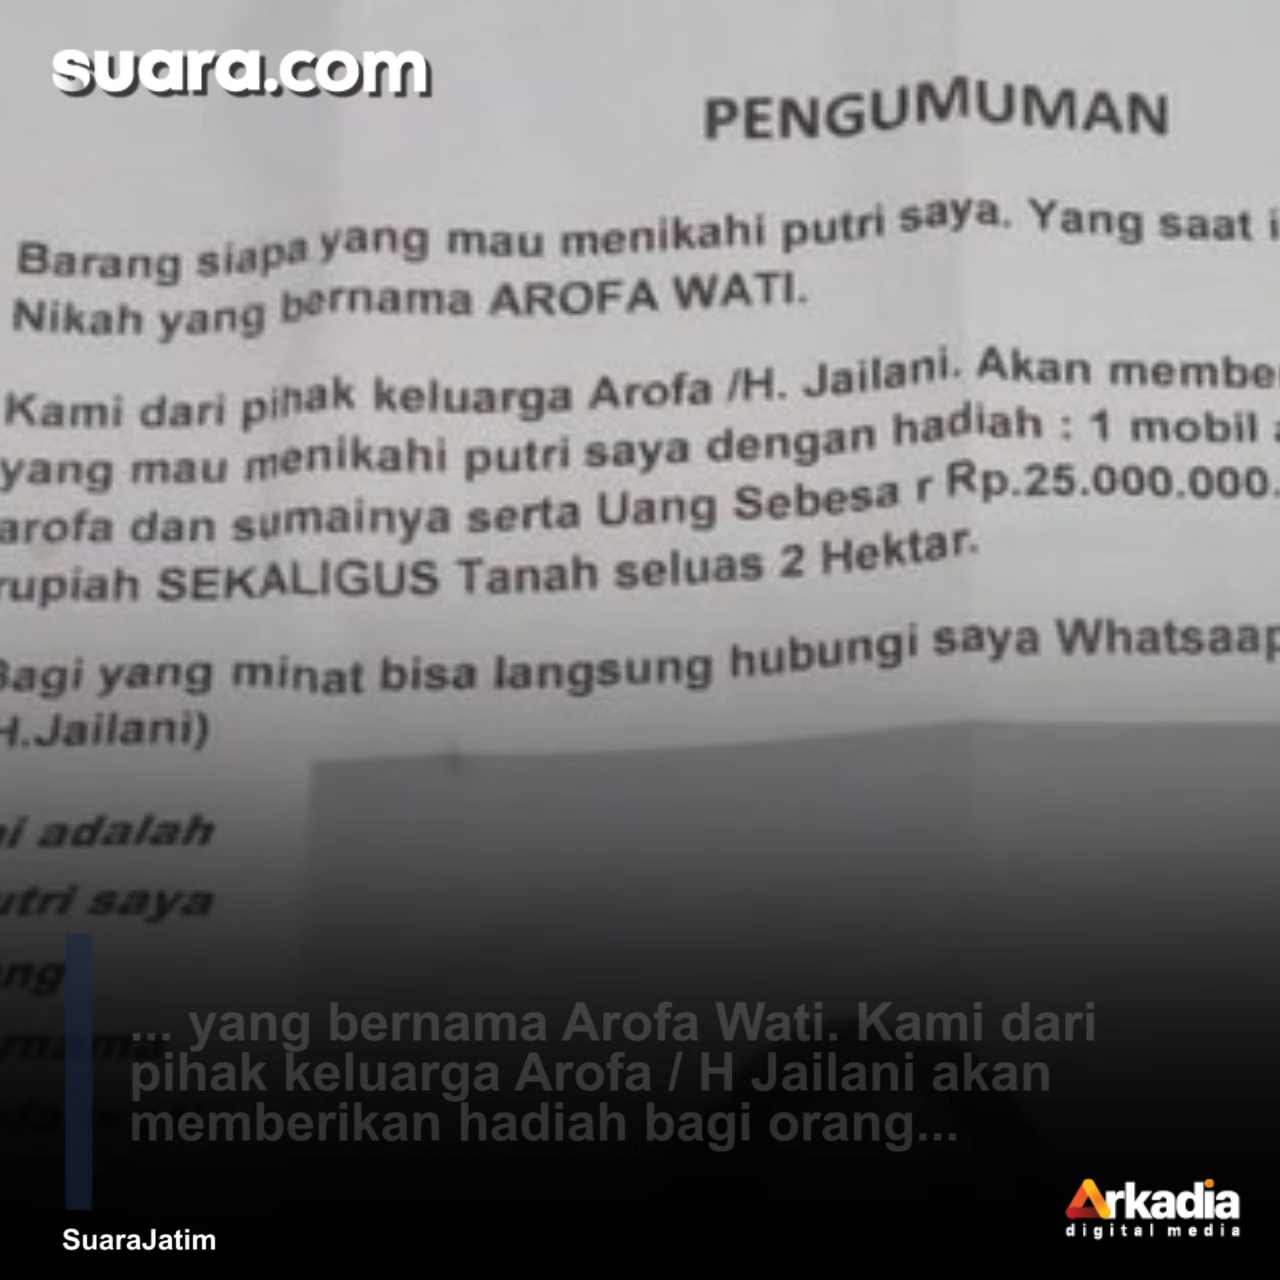 suara.com
PENGUMUMAN
Barang siapa yang mau menikahi putri saya. Yang saat i
Nikah yang bernama AROFA WATI.
Kami dari pihak keluarga Arofa /H. Jailani. Akan membe
yang mau menikahi putri saya dengan hadiah : 1 mobil
arofa dan sumainya serta Uang Sebesa r Rp.25.000.000.
rupiah SEKALIGUS Tanah seluas 2 Hektar.
Bagi yang minat bisa langsung hubungi saya Whatsaap
H.Jailani)
ni adalah
utri saya
ang
... yang bernama Arofa Wati. Kami dari
pihak keluarga Arofa / H Jailani akan
memberikan hadiah bagi orang...
SuaraJatim
Arkadia
digital media